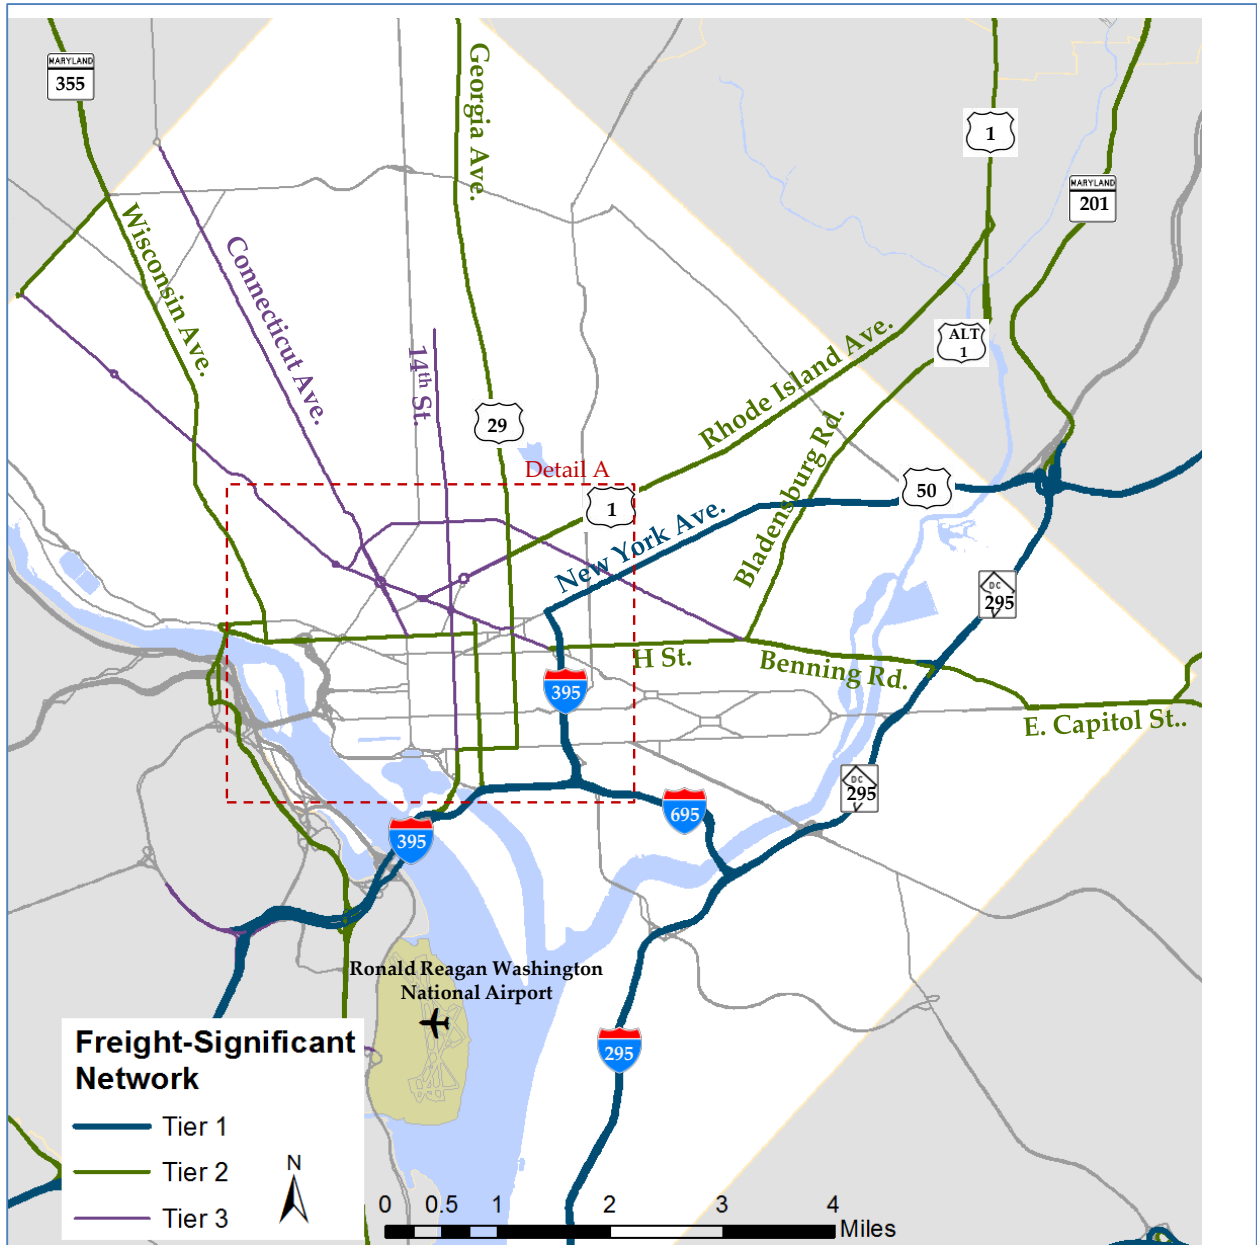 MARYLAND
355
Georgia Ave.
1
MARYLAND
201
Wisconsin Ave.
Connecticut Ave.
14th St.
29
Rhode Island Ave.
ALT
1
Bladensburg Rd.
Detail A
1
50
New York Ave.
DC
295
H St.
Benning Rd.
395
E. Capitol St..
DC
295
695
395
Ronald Reagan Washington
National Airport
295
Freight-Significant
Network
Tier 1
Tier 2
Tier 3
N
0 0.5 1 2 3 4
Miles